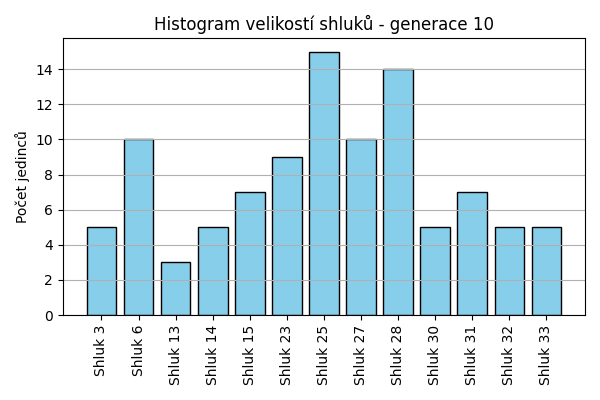 Histogram velikostí shluků - generace 10
Počet jedinců
14
12
10
8
6
4
2
0
Shluk 3
Shluk 6
Shluk 13
Shluk 14
Shluk 15
Shluk 23
Shluk 25
Shluk 27
Shluk 28
Shluk 30
Shluk 31
Shluk 32
Shluk 33